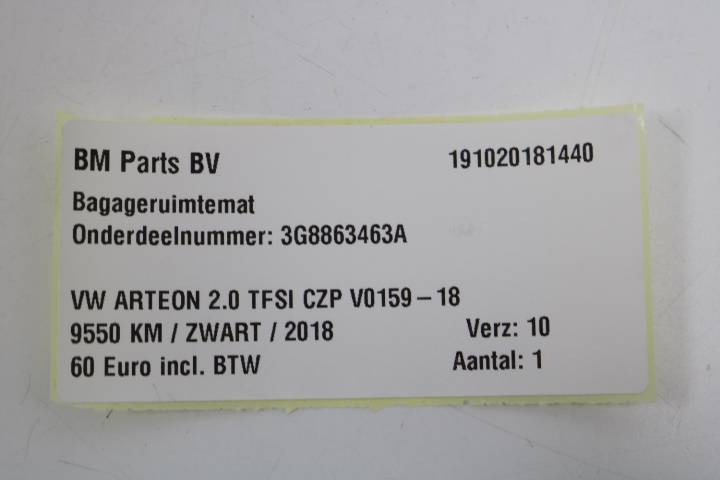 BM Parts BV 191020181440
Bagageruimtemat
Onderdeelnummer: 3G8863463A
VW ARTEON 2.0 TFSI CZP V0159-18
9550 KM / ZWART / 2018 Verz: 10
60 Euro incl. BTW Aantal: 1